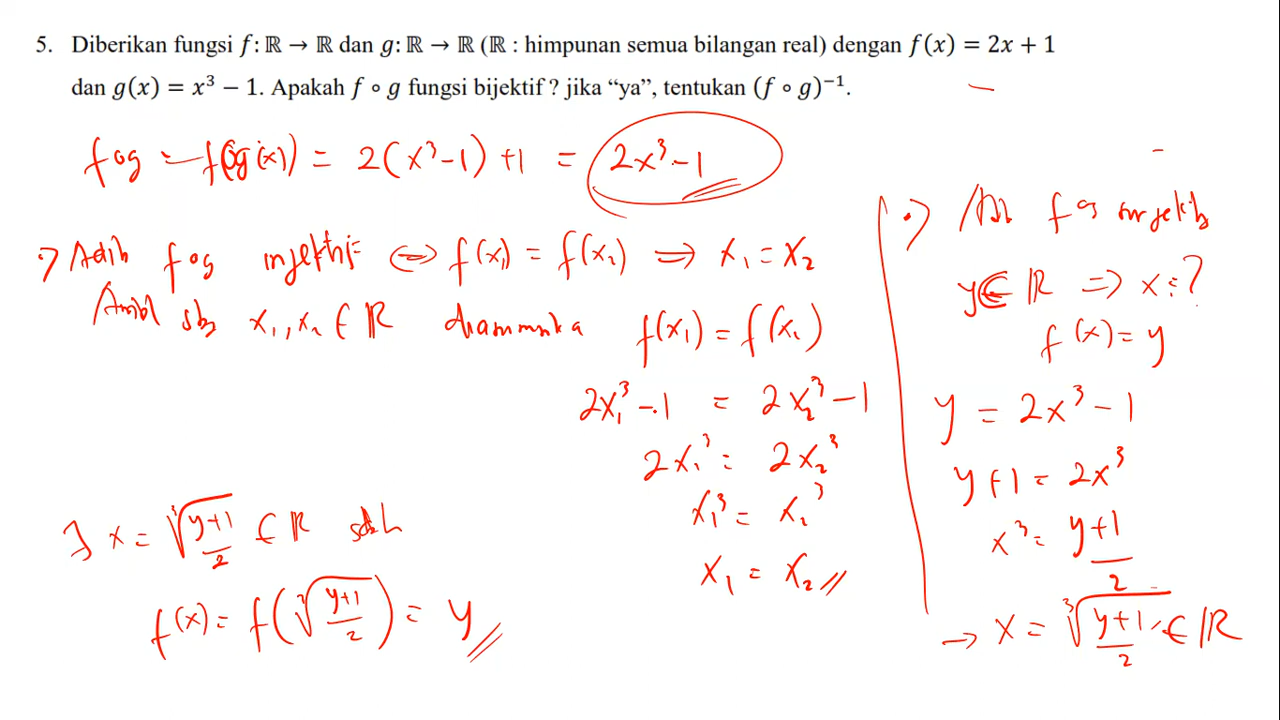 5. Diberikan fungsi f: ℝ → ℝ dan g: ℝ → ℝ (ℝ : himpunan semua bilangan real) dengan f(x) = 2x + 1
dan g(x) = x³ − 1. Apakah f ∘ g fungsi bijektif? jika “ya”, tentukan (f ∘ g)⁻¹.
fog = f(g(x)) = 2(x³-1) +1 = 2x³-1
Adib fog injektif ⇔ f(x₁) = f(x₂) ⇒ x₁ = x₂
Ambil sbg x₁, x₂ ∈ ℝ
f(x₁) = f(x₂)
2x₁³ - 1 = 2x₂³ - 1
2x₁³ = 2x₂³
x₁³ = x₂³
x₁ = x₂ //
fog surjektif
y ∈ ℝ ⇒ x = ?
f(x) = y
y = 2x³ - 1
y+1 = 2x³
x³ = (y+1)/2
→ x = ∛((y+1)/2) ∈ ℝ
∃ x = ∛((y+1)/2) ∈ ℝ sdh
f(x) = f(∛((y+1)/2)) = y //